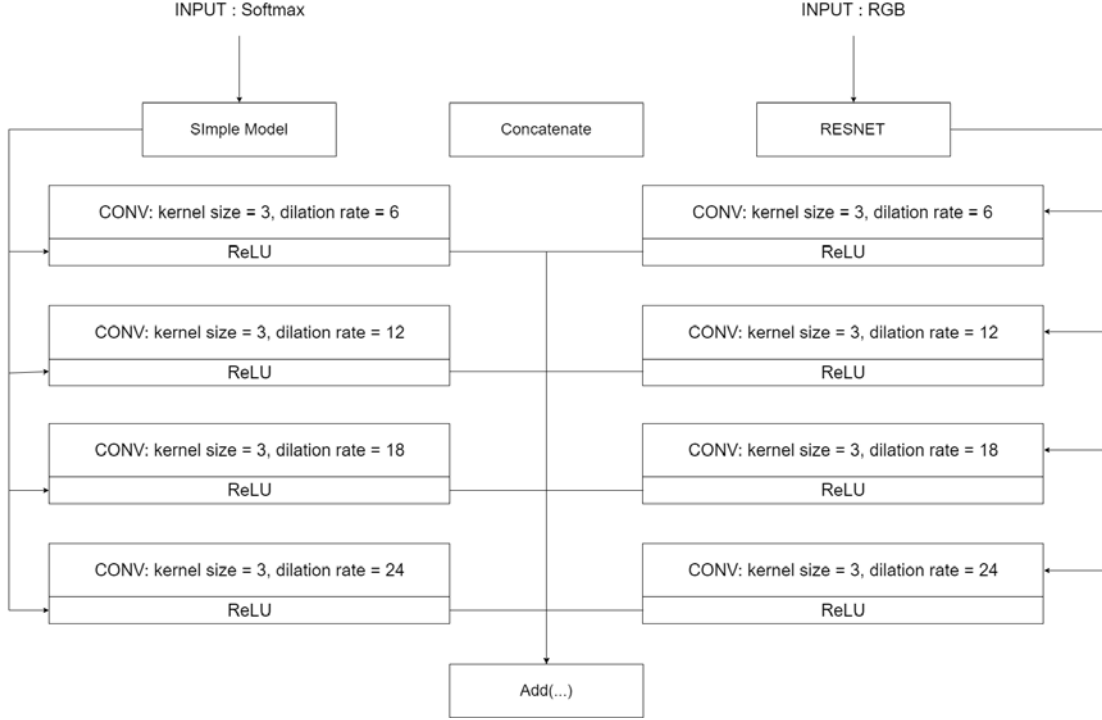 INPUT : Softmax
INPUT : RGB
SImple Model
Concatenate
RESNET
CONV: kernel size = 3, dilation rate = 6
ReLU
CONV: kernel size = 3, dilation rate = 6
ReLU
CONV: kernel size = 3, dilation rate = 12
ReLU
CONV: kernel size = 3, dilation rate = 12
ReLU
CONV: kernel size = 3, dilation rate = 18
ReLU
CONV: kernel size = 3, dilation rate = 18
ReLU
CONV: kernel size = 3, dilation rate = 24
ReLU
CONV: kernel size = 3, dilation rate = 24
ReLU
Add(...)